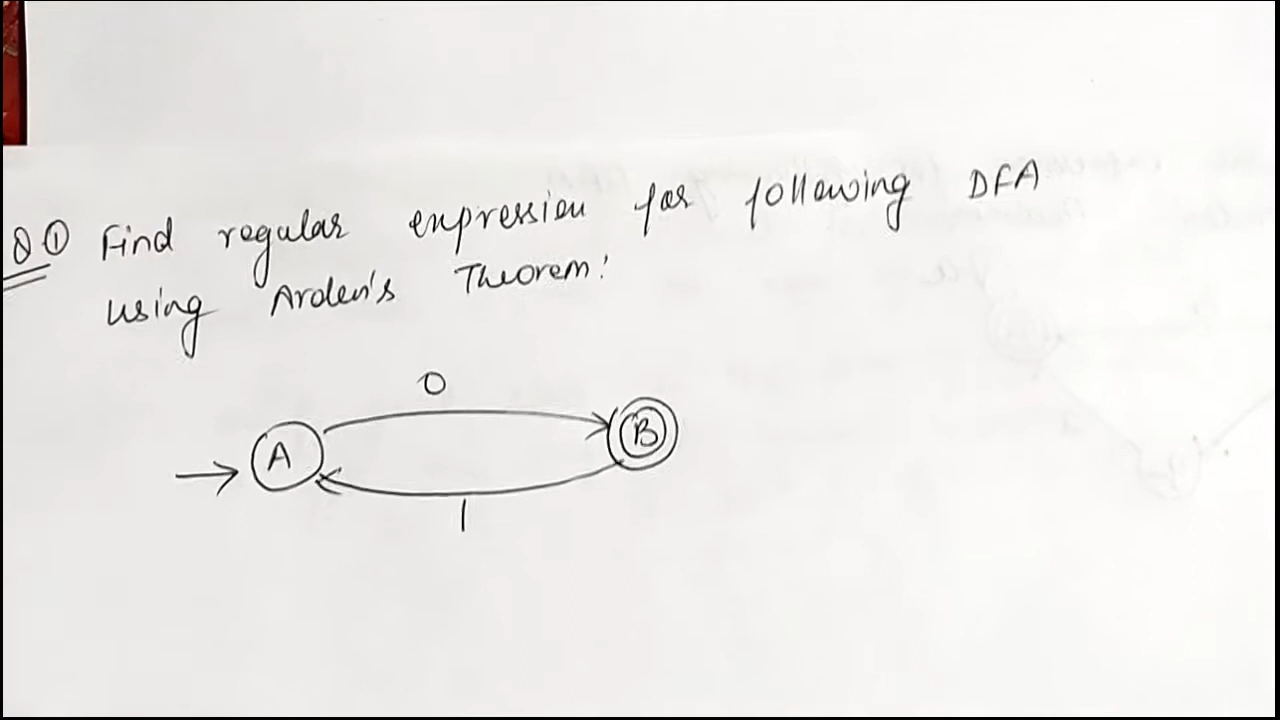 Q① Find regular expression for following DFA
using Arden's Theorem:
0
A
B
1